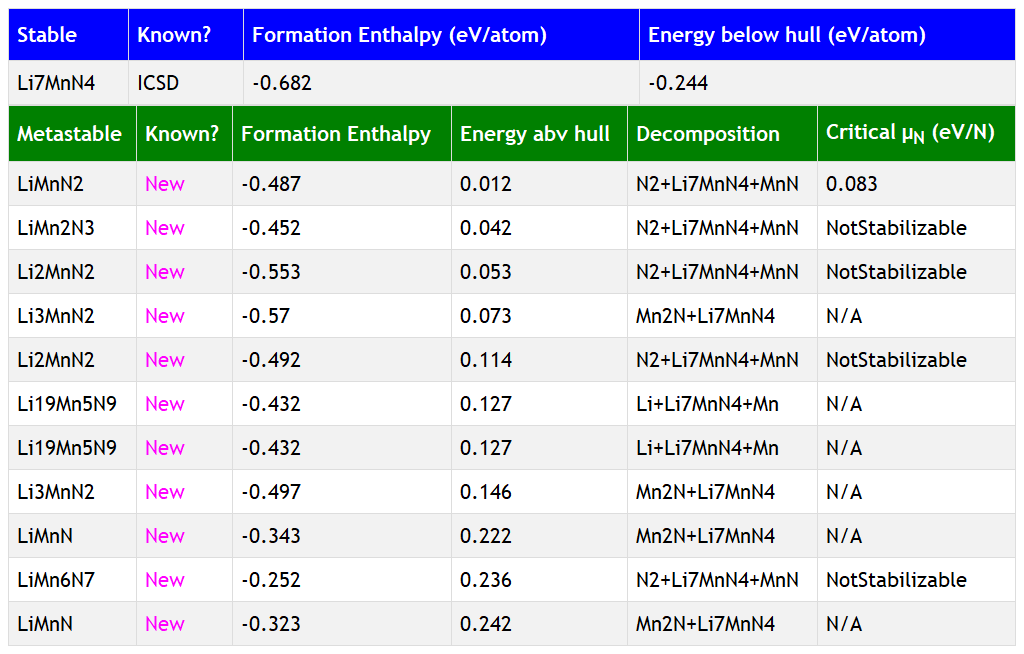 Stable Known? Formation Enthalpy (eV/atom) Energy below hull (eV/atom)
Li7MnN4 ICSD -0.682 -0.244
Metastable Known? Formation Enthalpy Energy abv hull Decomposition Critical μN (eV/N)
LiMnN2 New -0.487 0.012 N2+Li7MnN4+MnN 0.083
LiMn2N3 New -0.452 0.042 N2+Li7MnN4+MnN NotStabilizable
Li2MnN2 New -0.553 0.053 N2+Li7MnN4+MnN NotStabilizable
Li3MnN2 New -0.57 0.073 Mn2N+Li7MnN4 N/A
Li2MnN2 New -0.492 0.114 N2+Li7MnN4+MnN NotStabilizable
Li19Mn5N9 New -0.432 0.127 Li+Li7MnN4+Mn N/A
Li19Mn5N9 New -0.432 0.127 Li+Li7MnN4+Mn N/A
Li3MnN2 New -0.497 0.146 Mn2N+Li7MnN4 N/A
LiMnN New -0.343 0.222 Mn2N+Li7MnN4 N/A
LiMn6N7 New -0.252 0.236 N2+Li7MnN4+MnN NotStabilizable
LiMnN New -0.323 0.242 Mn2N+Li7MnN4 N/A